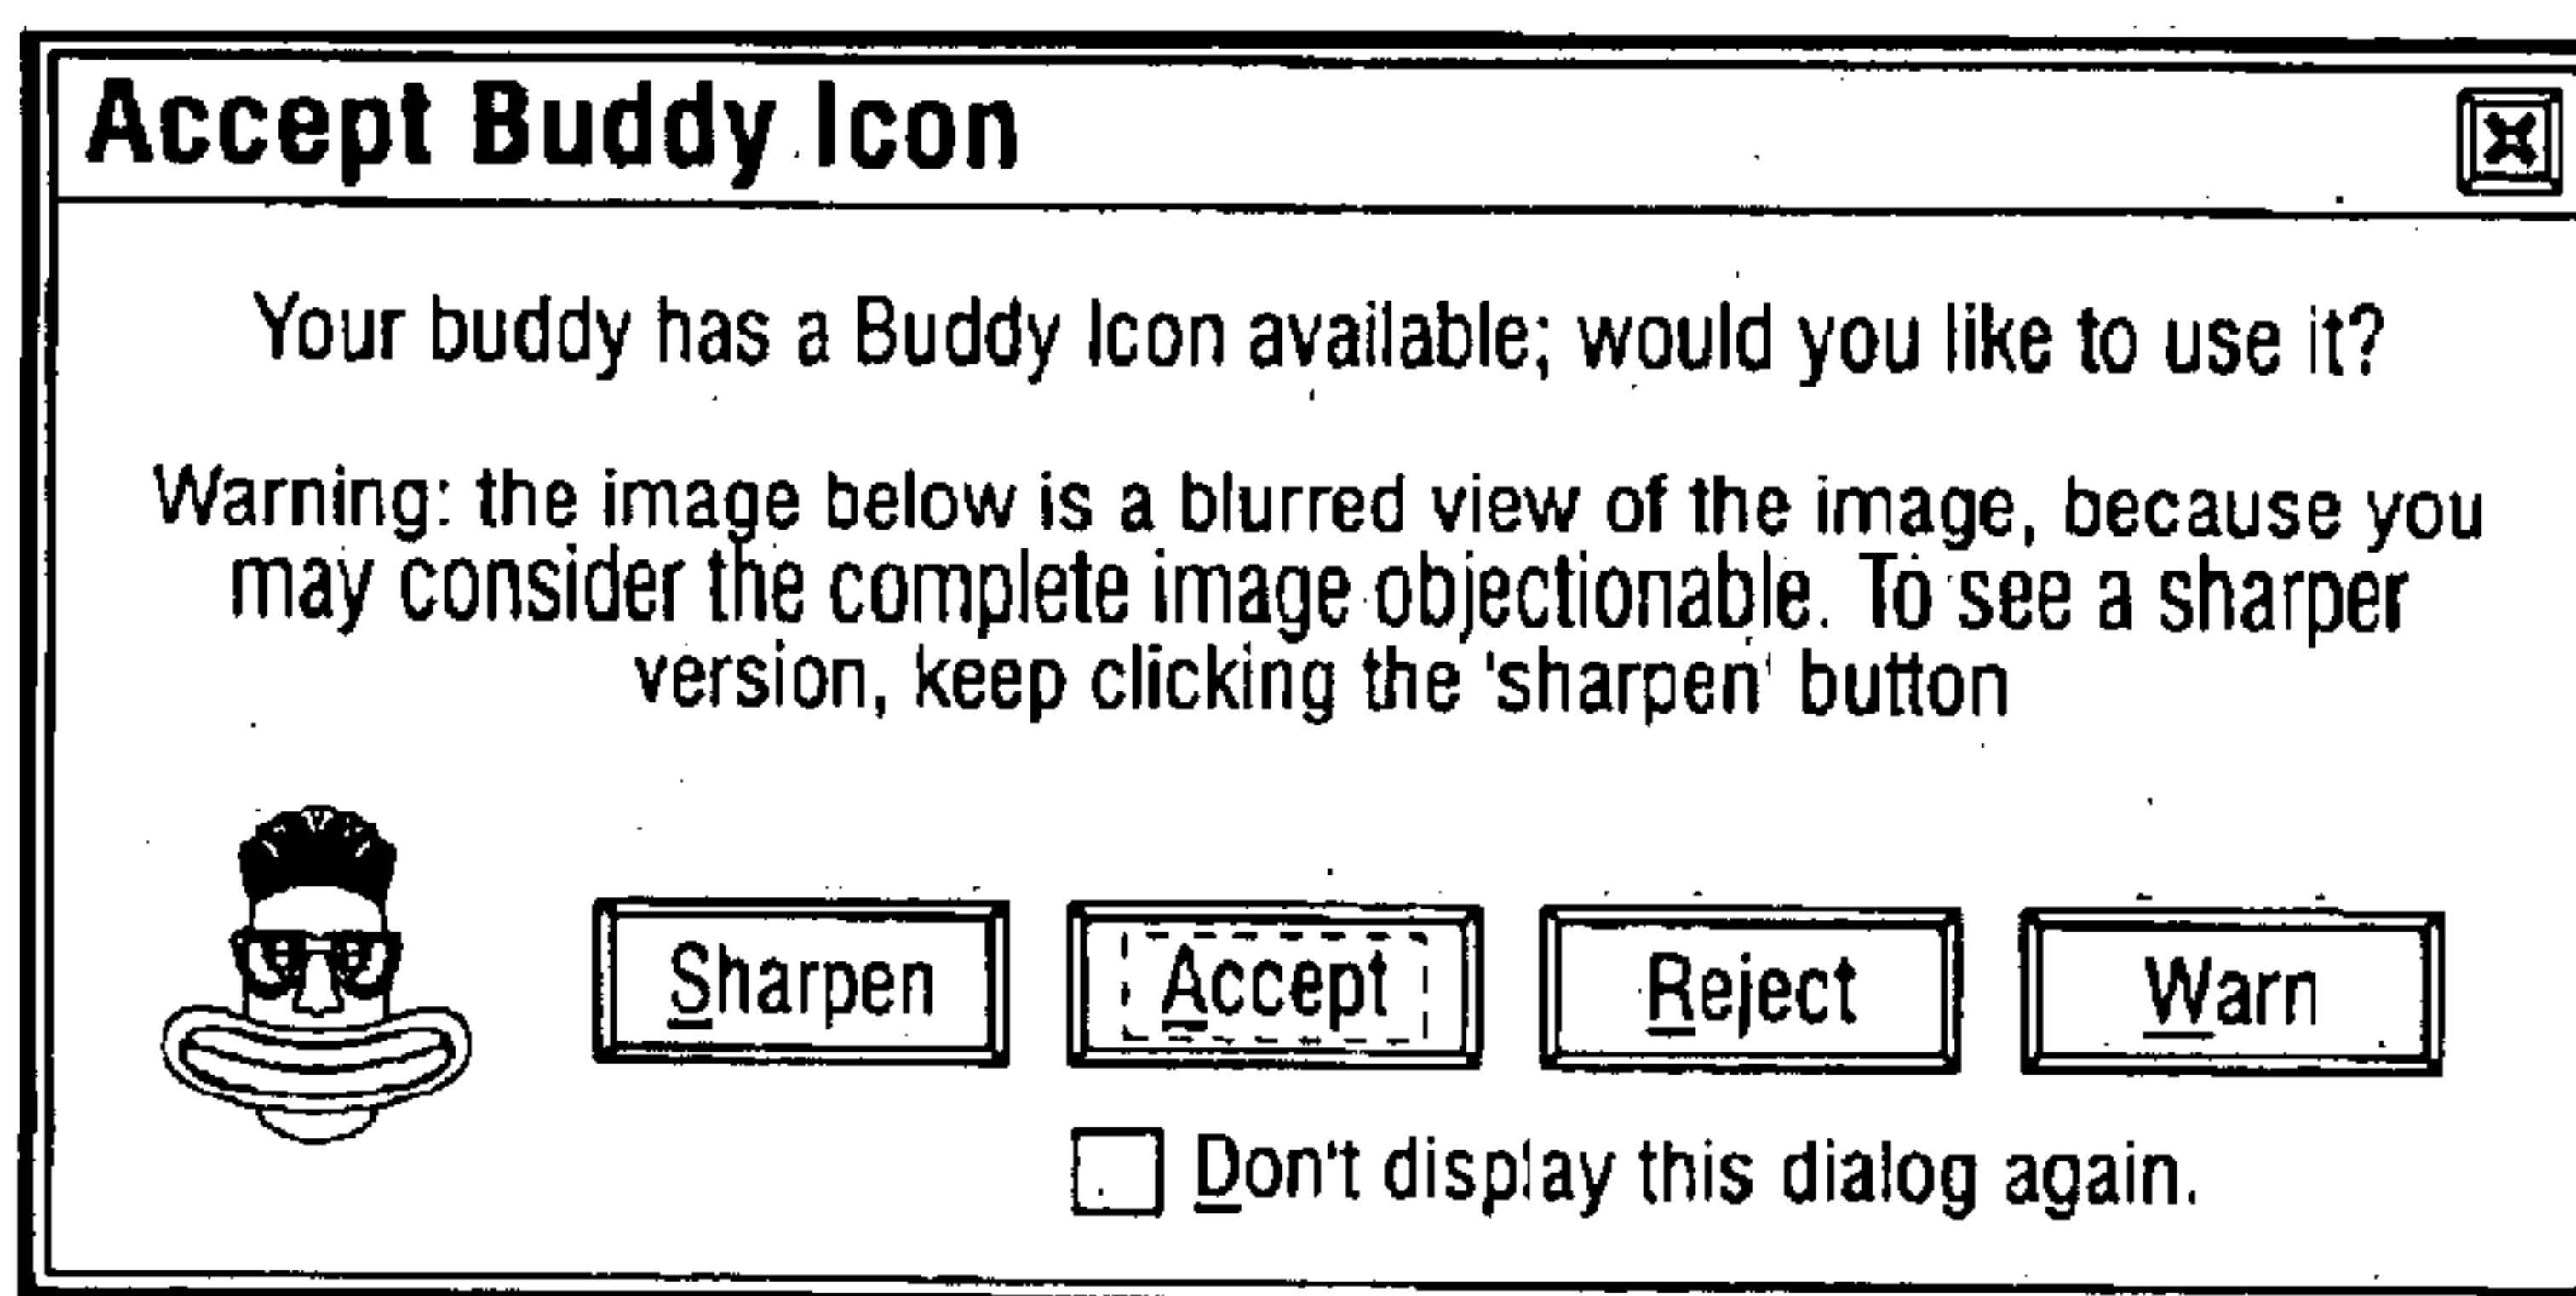 Accept Buddy Icon
Your buddy has a Buddy Icon available; would you like to use it?
Warning: the image below is a blurred view of the image, because you
may consider the complete image objectionable. To see a sharper
version, keep clicking the 'sharpen' button
Sharpen Accept Reject Warn
Don't display this dialog again.